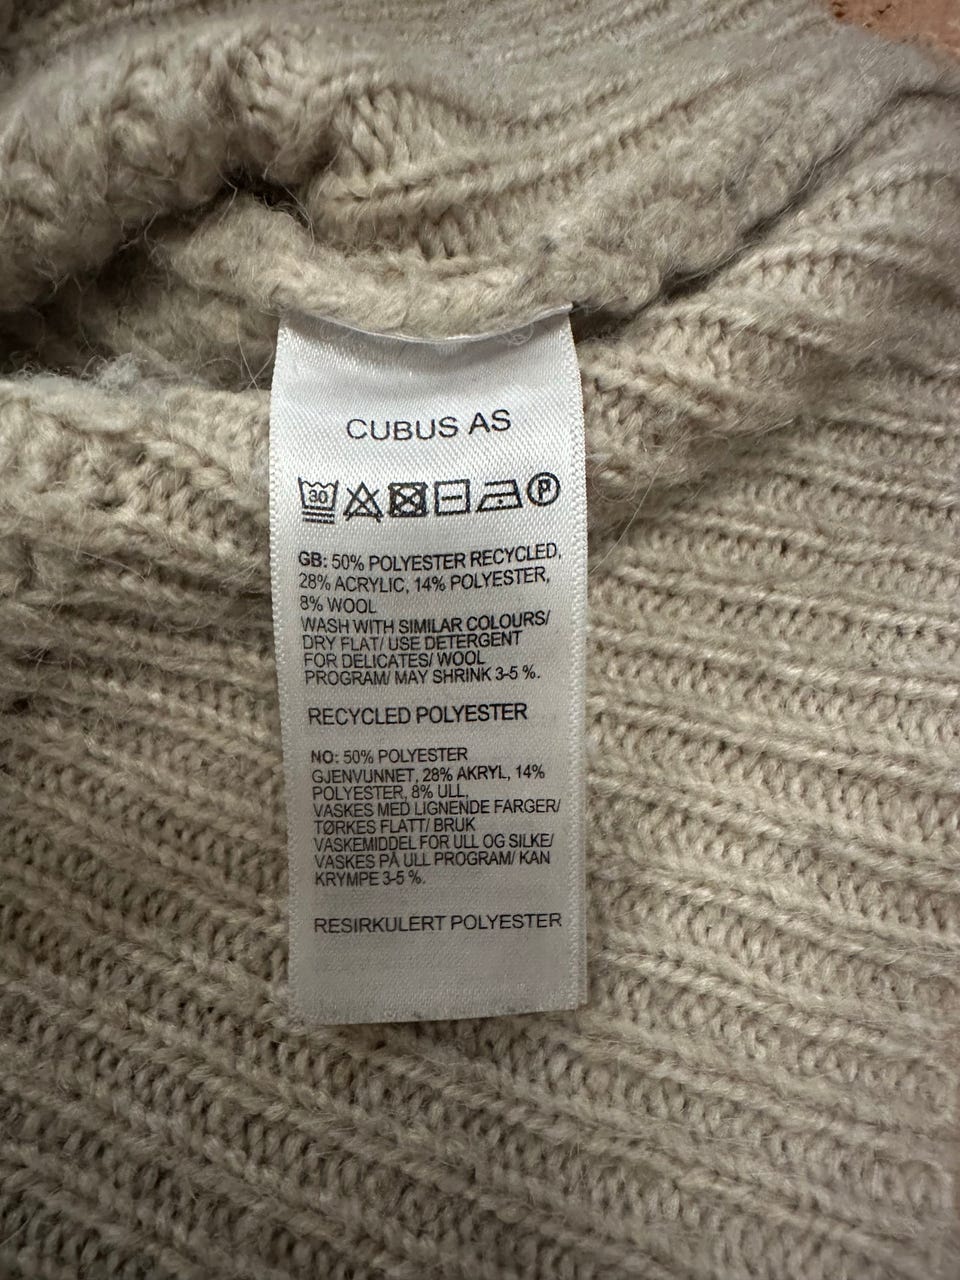 CUBUS AS
30 P
GB: 50% POLYESTER RECYCLED,
28% ACRYLIC, 14% POLYESTER,
8% WOOL
WASH WITH SIMILAR COLOURS/
DRY FLAT/ USE DETERGENT
FOR DELICATES/ WOOL
PROGRAM/ MAY SHRINK 3-5 %.
RECYCLED POLYESTER
NO: 50% POLYESTER
GJENVUNNET, 28% AKRYL, 14%
POLYESTER, 8% ULL,
VASKES MED LIGNENDE FARGER/
TØRKES FLATT/ BRUK
VASKEMIDDEL FOR ULL OG SILKE/
VASKES PÅ ULL PROGRAM/ KAN
KRYMPE 3-5 %.
RESIRKULERT POLYESTER